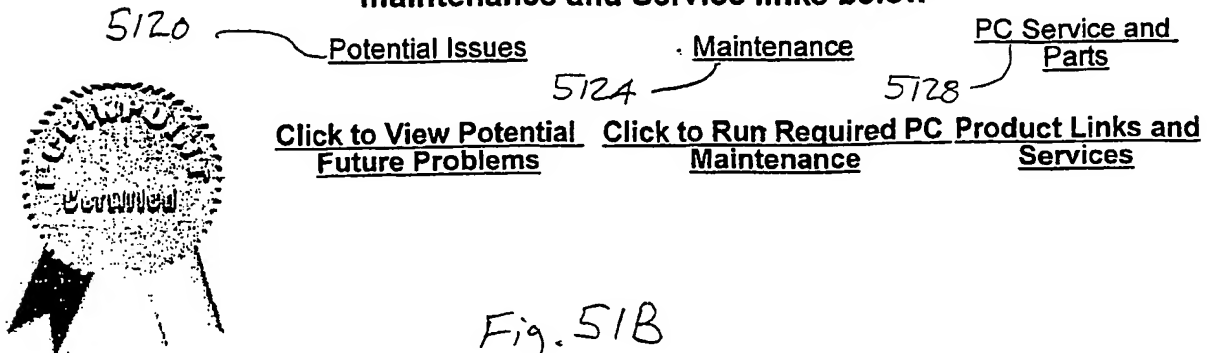 maintenance and Service links below
5120 Potential Issues
5124 Maintenance
5128 PC Service and Parts
Click to View Potential Future Problems
Click to Run Required PC Maintenance
Product Links and Services
Certified
Fig. 51B